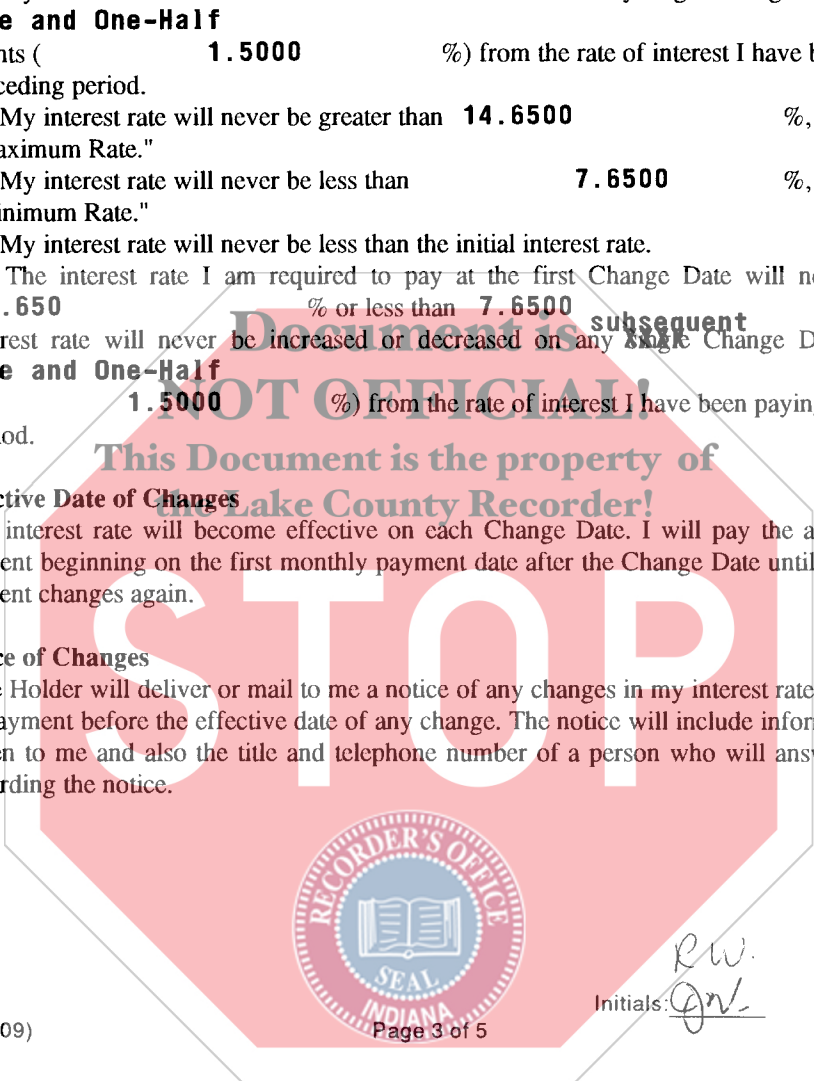 e and One-Half
nts ( 1.5000 %) from the rate of interest I have b
ceding period.
My interest rate will never be greater than 14.6500 %,
aximum Rate."
My interest rate will never be less than 7.6500 %,
inimum Rate."
My interest rate will never be less than the initial interest rate.
The interest rate I am required to pay at the first Change Date will n
.650 % or less than 7.6500
subsequent
rest rate will never be increased or decreased on any single Change D
e and One-Half
1.5000 %) from the rate of interest I have been payin
od.
Document is
NOT OFFICIAL!
This Document is the property of
the Lake County Recorder!
ctive Date of Changes
interest rate will become effective on each Change Date. I will pay the a
ent beginning on the first monthly payment date after the Change Date until
ent changes again.
STOP
ce of Changes
Holder will deliver or mail to me a notice of any changes in my interest rate
ayment before the effective date of any change. The notice will include infor
n to me and also the title and telephone number of a person who will ans
rding the notice.
RECORDER'S OFFICE
SEAL
INDIANA
R.W.
Initials:
09)
Page 3 of 5